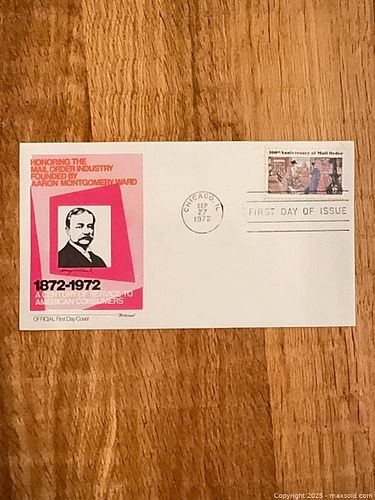 HONORING THE
MAIL ORDER INDUSTRY
FOUNDED BY
AARON MONTGOMERY WARD
1872-1972
A CENTURY OF SERVICE TO
AMERICAN CONSUMERS
OFFICIAL First Day Cover
Fleetwood
CHICAGO, IL
SEP
27
1972
100th Anniversary of Mail Order
FIRST DAY OF ISSUE
Copyright 2025 - maxsold.com